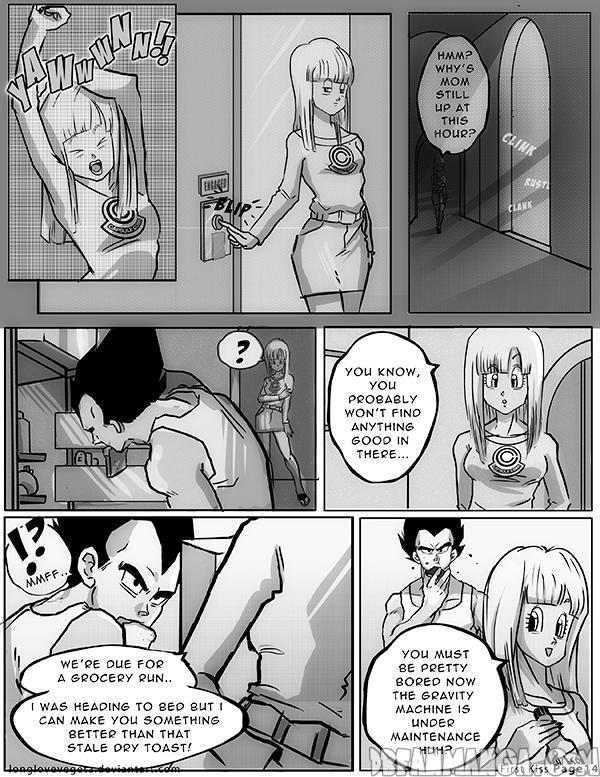 YA-WWWNNN!!
ENGAGED
BLIP
HMM?
WHY'S
MOM
STILL
UP AT
THIS
HOUR?
CLINK
RUSTL
CLANK
?
YOU KNOW,
YOU
PROBABLY
WON'T FIND
ANYTHING
GOOD IN
THERE...
!?
MMFF...
WE'RE DUE FOR
A GROCERY RUN..
I WAS HEADING TO BED BUT I
CAN MAKE YOU SOMETHING
BETTER THAN THAT
STALE DRY TOAST!
YOU MUST
BE PRETTY
BORED NOW
THE GRAVITY
MACHINE IS
UNDER
MAINTENANCE
HUH?
longlovevegeta.deviantart.com
First Kiss Page 14